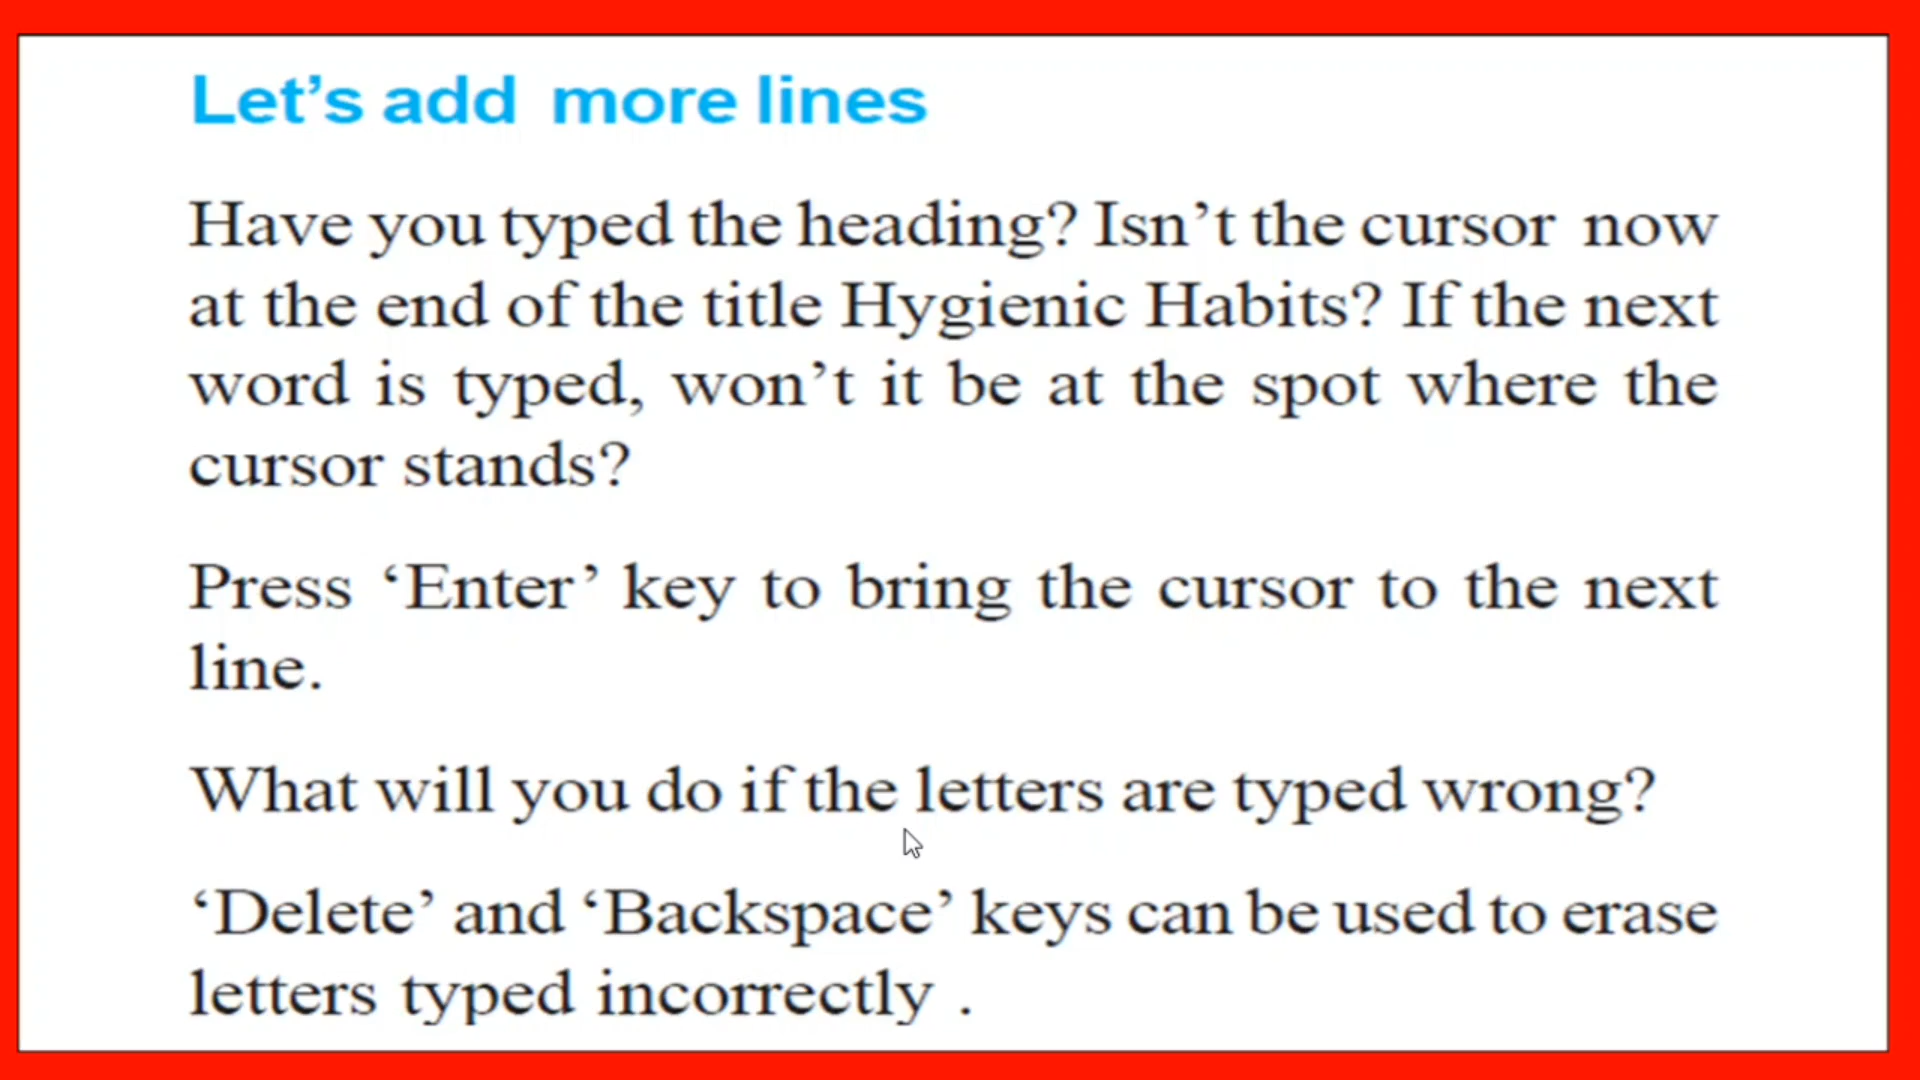 Let’s add more lines
Have you typed the heading? Isn’t the cursor now
at the end of the title Hygienic Habits? If the next
word is typed, won’t it be at the spot where the
cursor stands?
Press ‘Enter’ key to bring the cursor to the next
line.
What will you do if the letters are typed wrong?
‘Delete’ and ‘Backspace’ keys can be used to erase
letters typed incorrectly .